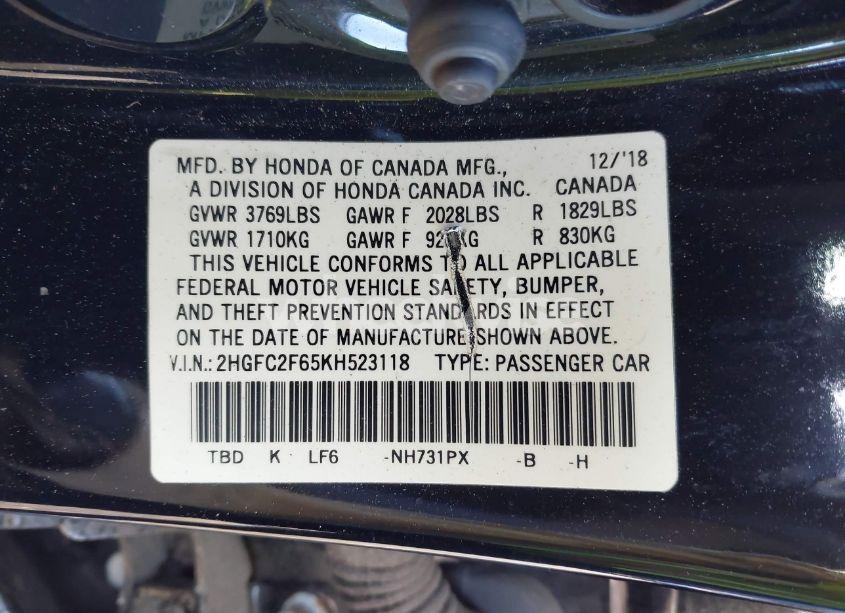 MFD. BY HONDA OF CANADA MFG., 12/'18
A DIVISION OF HONDA CANADA INC. CANADA
GVWR 3769LBS GAWR F 2028LBS R 1829LBS
GVWR 1710KG GAWR F KG R 830KG
THIS VEHICLE CONFORMS TO ALL APPLICABLE
FEDERAL MOTOR VEHICLE SAFETY, BUMPER,
AND THEFT PREVENTION STANDARDS IN EFFECT
ON THE DATE OF MANUFACTURE SHOWN ABOVE.
V.I.N.: 2HGFC2F65KH523118 TYPE: PASSENGER CAR
TBD K LF6 -NH731PX -B -H